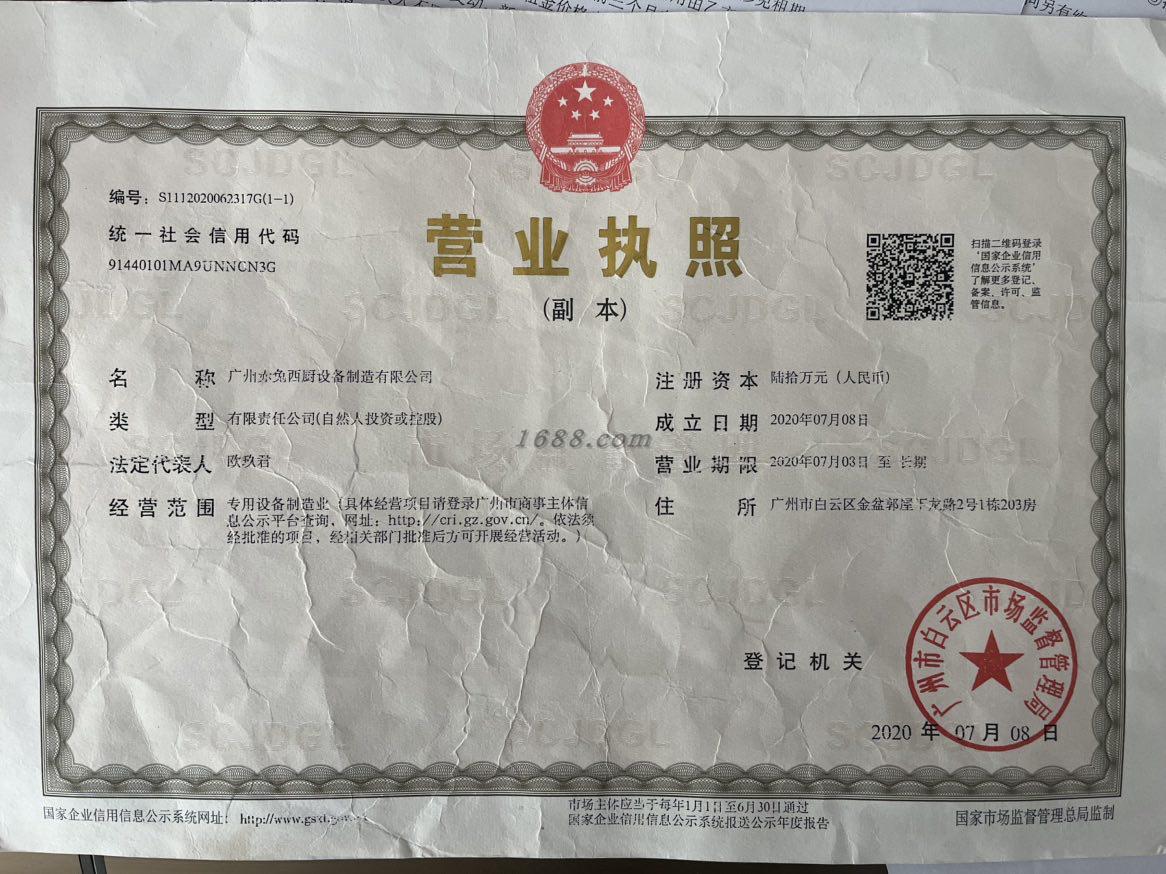 编号：S1112020062317G(1-1)
统一社会信用代码
91440101MA9UNNCN3G
营业执照
(副 本)
扫描二维码登录
‘国家企业信用
信息公示系统’
了解更多登记、
备案、许可、监
管信息。
名 称 广州赤兔西厨设备制造有限公司
类 型 有限责任公司(自然人投资或控股)
法定代表人 欧玖君
经营范围 专用设备制造业（具体经营项目请登录广州市商事主体信
息公示平台查询，网址：http://cri.gz.gov.cn/。依法须
经批准的项目，经相关部门批准后方可开展经营活动。）
注册资本 陆拾万元（人民币）
成立日期 2020年07月08日
营业期限 2020年07月03日 至 长期
住 所 广州市白云区金盆郭屋下龙路2号1栋203房
1688.com
登记机关
广州市白云区市场监督管理局
2020 年 07 月 08 日
国家企业信用信息公示系统网址：http://www.gsxt.gov.cn
市场主体应当于每年1月1日至6月30日通过
国家企业信用信息公示系统报送公示年度报告
国家市场监督管理总局监制